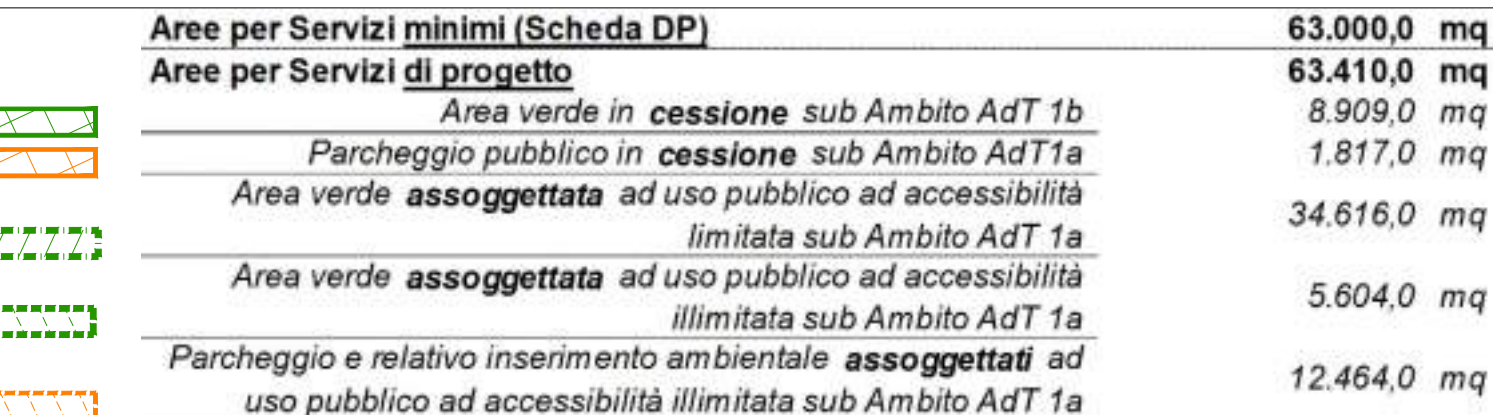 Aree per Servizi minimi (Scheda DP) 63.000,0 mq
Aree per Servizi di progetto 63.410,0 mq
Area verde in cessione sub Ambito AdT 1b 8.909,0 mq
Parcheggio pubblico in cessione sub Ambito AdT1a 1.817,0 mq
Area verde assoggettata ad uso pubblico ad accessibilità
limitata sub Ambito AdT 1a 34.616,0 mq
Area verde assoggettata ad uso pubblico ad accessibilità
illimitata sub Ambito AdT 1a 5.604,0 mq
Parcheggio e relativo inserimento ambientale assoggettati ad
uso pubblico ad accessibilità illimitata sub Ambito AdT 1a 12.464,0 mq